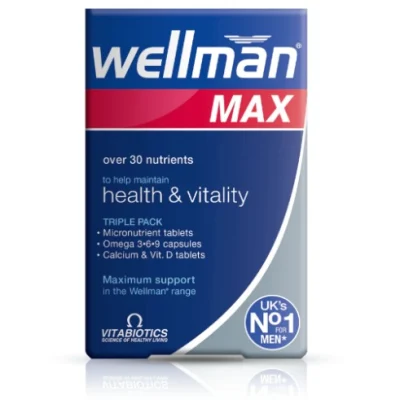 wellman®
MAX
over 30 nutrients
to help maintain
health & vitality
TRIPLE PACK
• Micronutrient tablets
• Omega 3•6•9 capsules
• Calcium & Vit. D tablets
Maximum support
in the Wellman® range
UK's
No1
FOR
MEN*
VITABIOTICS
SCIENCE OF HEALTHY LIVING